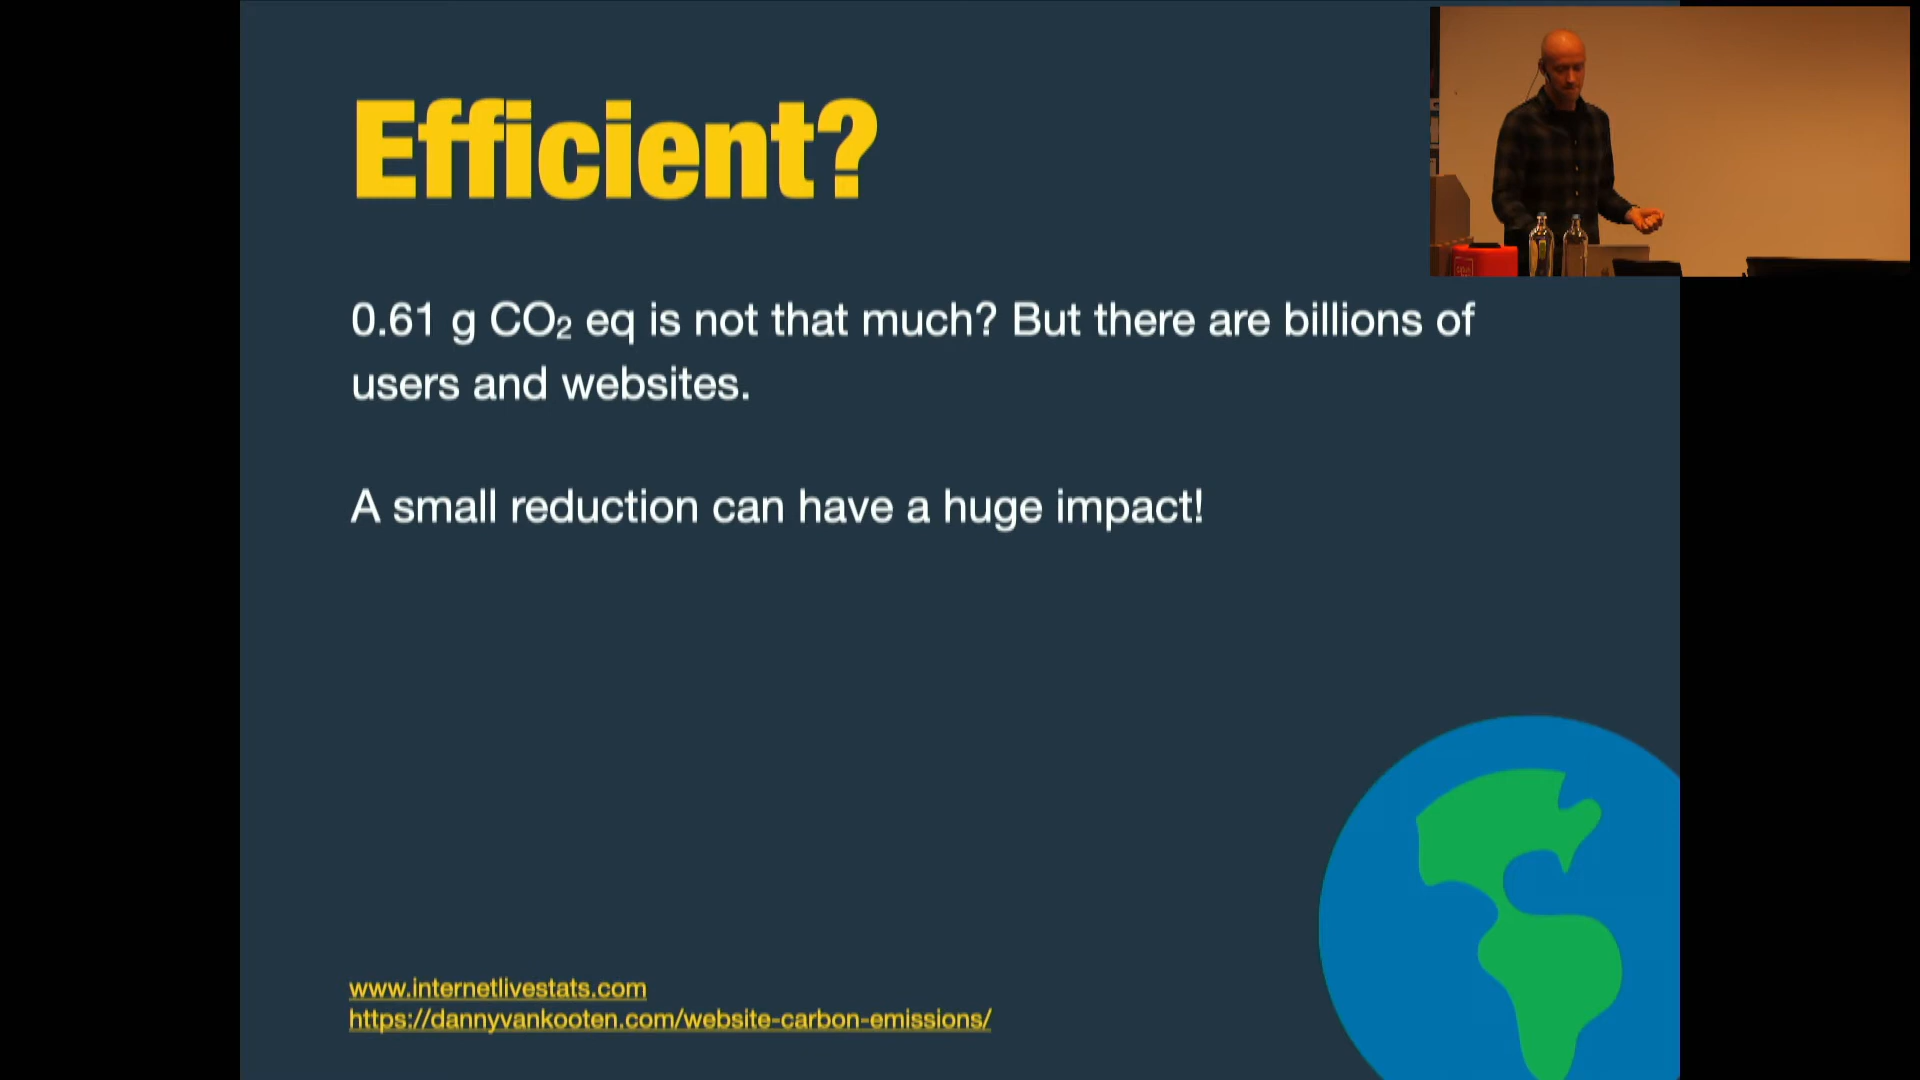 Efficient?
0.61 g CO₂ eq is not that much? But there are billions of
users and websites.
A small reduction can have a huge impact!
www.internetlivestats.com
https://dannyvankooten.com/website-carbon-emissions/